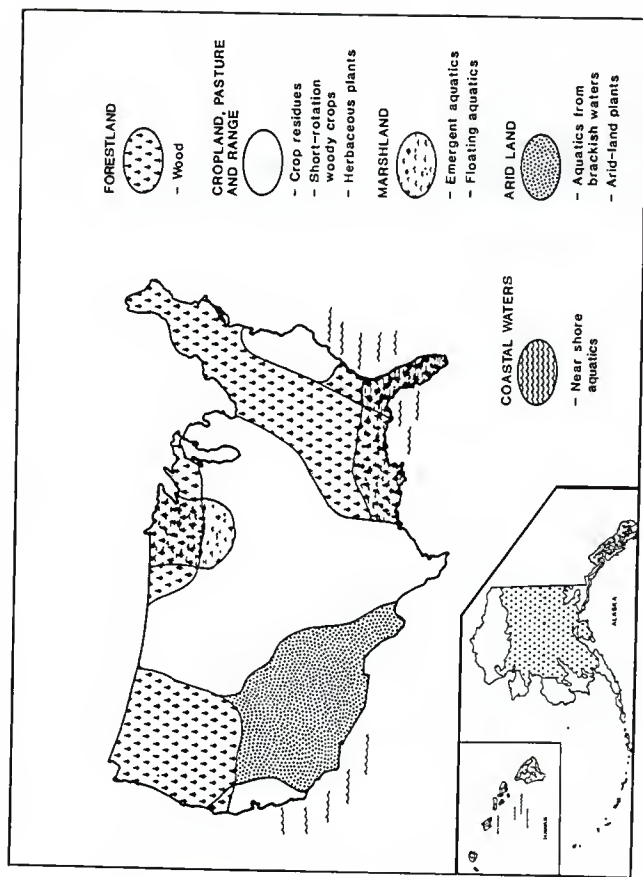 FORESTLAND
- Wood
CROPLAND, PASTURE
AND RANGE
- Crop residues
- Short-rotation
woody crops
- Herbaceous plants
MARSHLAND
- Emergent aquatics
- Floating aquatics
ARID LAND
- Aquatics from
brackish waters
- Arid-land plants
COASTAL WATERS
- Near shore
aquatics
ALASKA
HAWAII